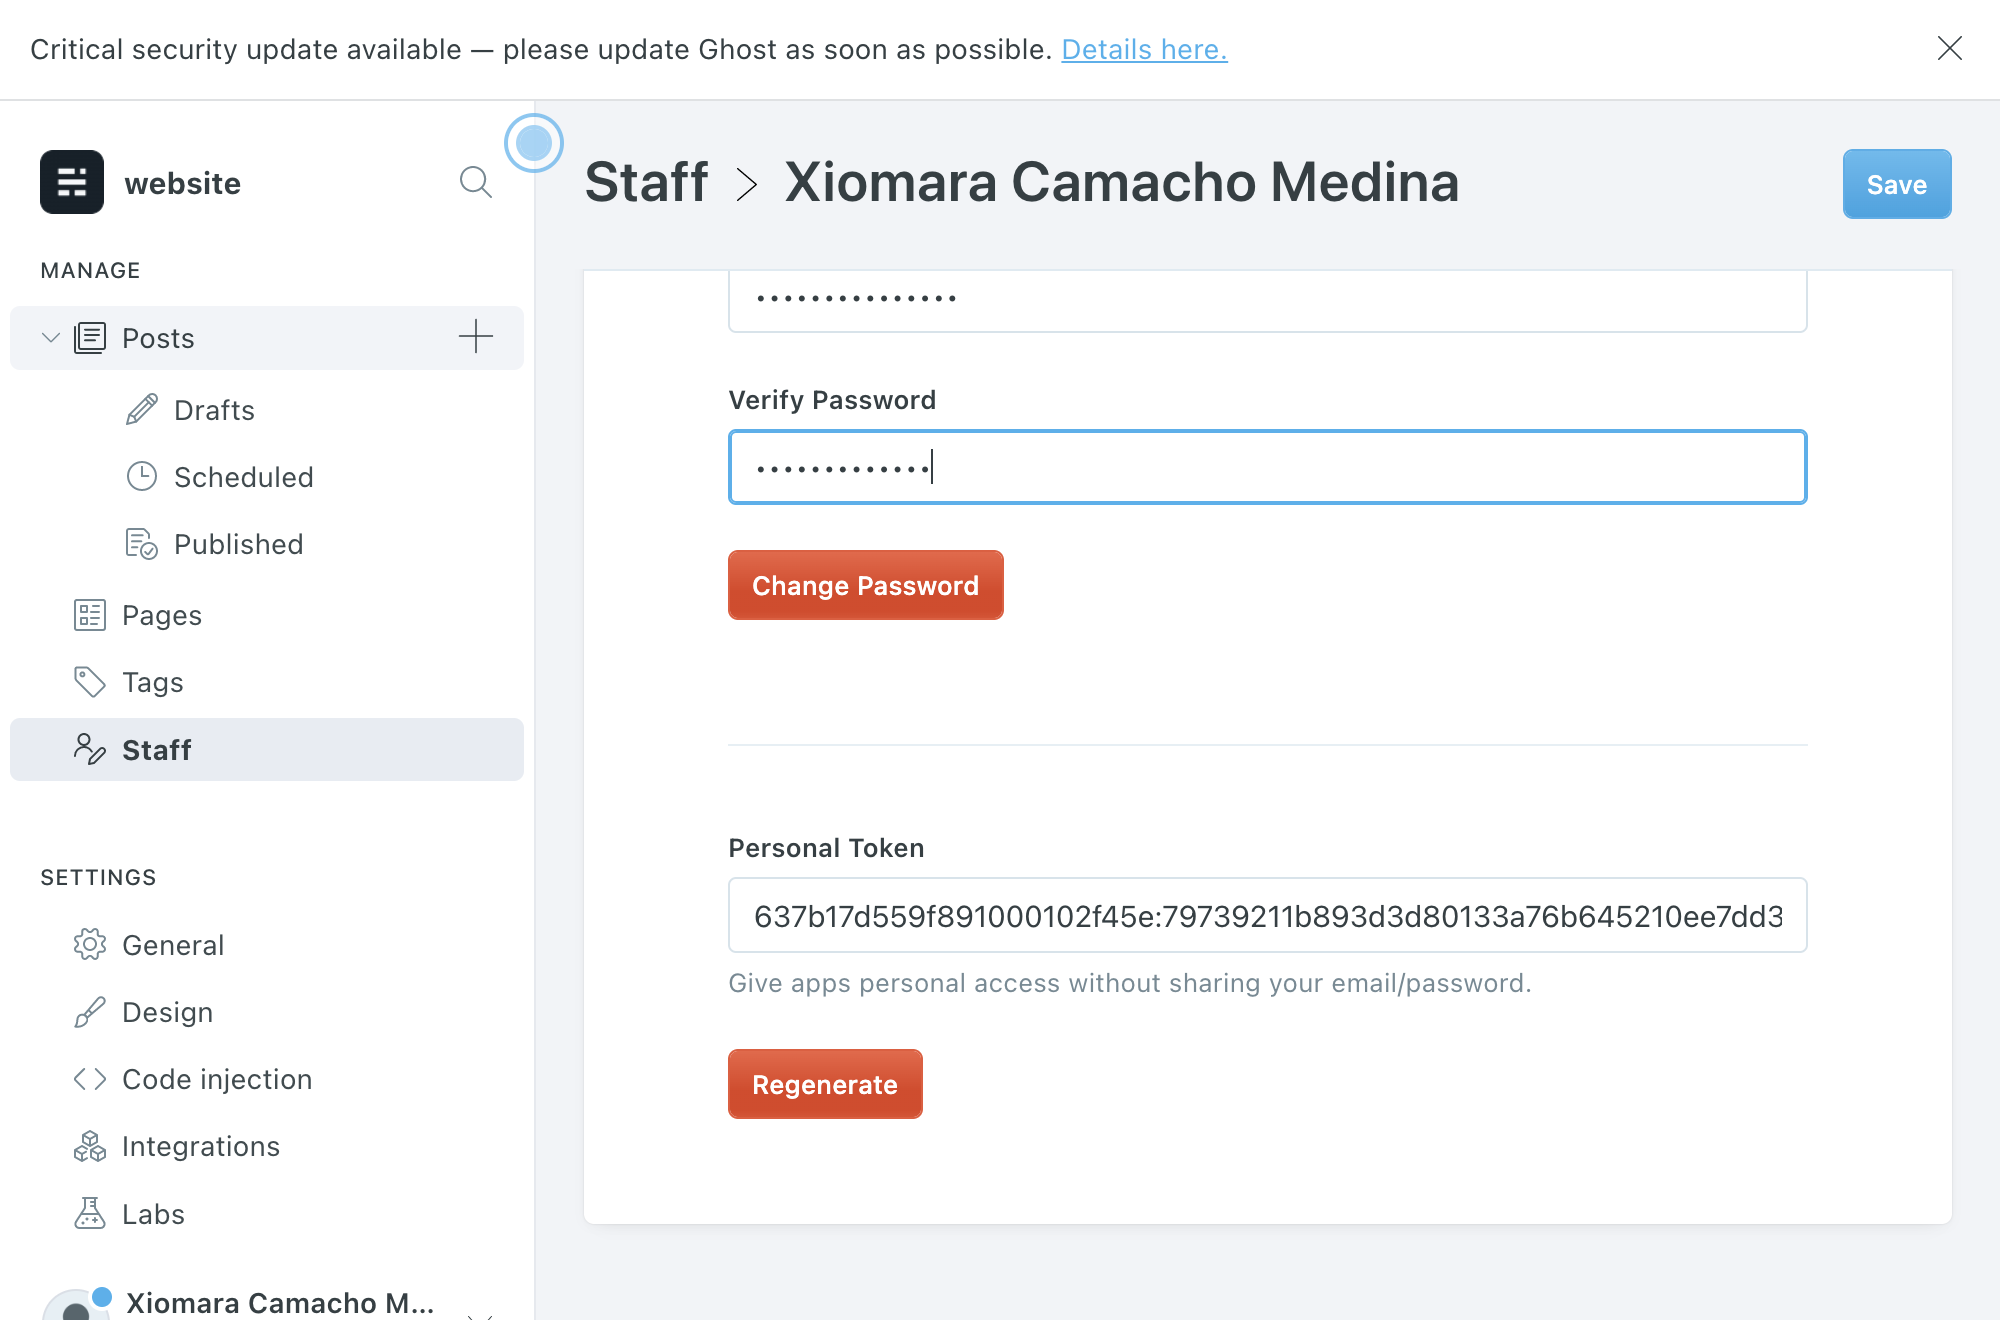 Critical security update available — please update Ghost as soon as possible. Details here.
website
Staff > Xiomara Camacho Medina
Save
MANAGE
Posts
Drafts
Scheduled
Published
Pages
Tags
Staff
SETTINGS
General
Design
Code injection
Integrations
Labs
Xiomara Camacho M...
•••••••••••••••
Verify Password
•••••••••••••
Change Password
Personal Token
637b17d559f891000102f45e:79739211b893d3d80133a76b645210ee7dd3
Give apps personal access without sharing your email/password.
Regenerate